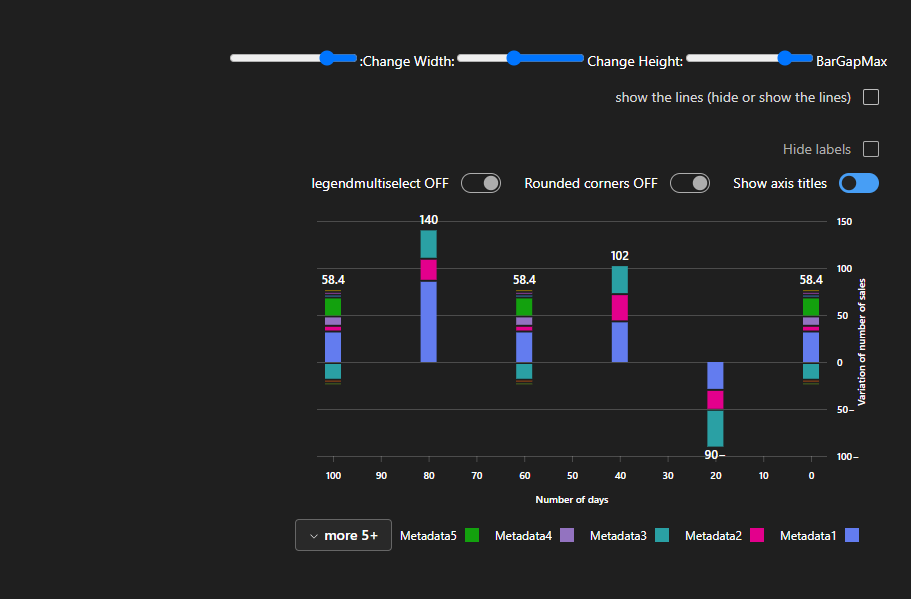 :Change Width: Change Height: BarGapMax
show the lines (hide or show the lines)
Hide labels
legendmultiselect OFF Rounded corners OFF Show axis titles
140
58.4 58.4 102 58.4
90−
150
100
50
0
50−
100−
Variation of number of sales
100 90 80 70 60 50 40 30 20 10 0
Number of days
more 5+ Metadata5 Metadata4 Metadata3 Metadata2 Metadata1